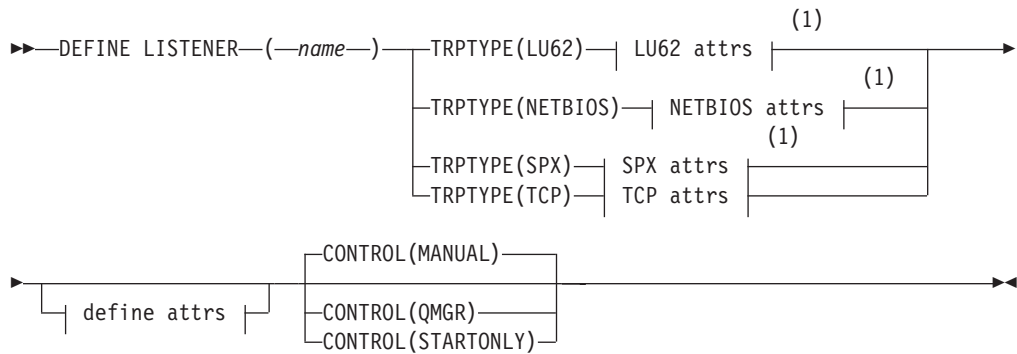 (1)
DEFINE LISTENER ( name ) TRPTYPE(LU62) LU62 attrs
(1)
TRPTYPE(NETBIOS) NETBIOS attrs
(1)
TRPTYPE(SPX) SPX attrs
TRPTYPE(TCP) TCP attrs
CONTROL(MANUAL)
define attrs CONTROL(QMGR)
CONTROL(STARTONLY)